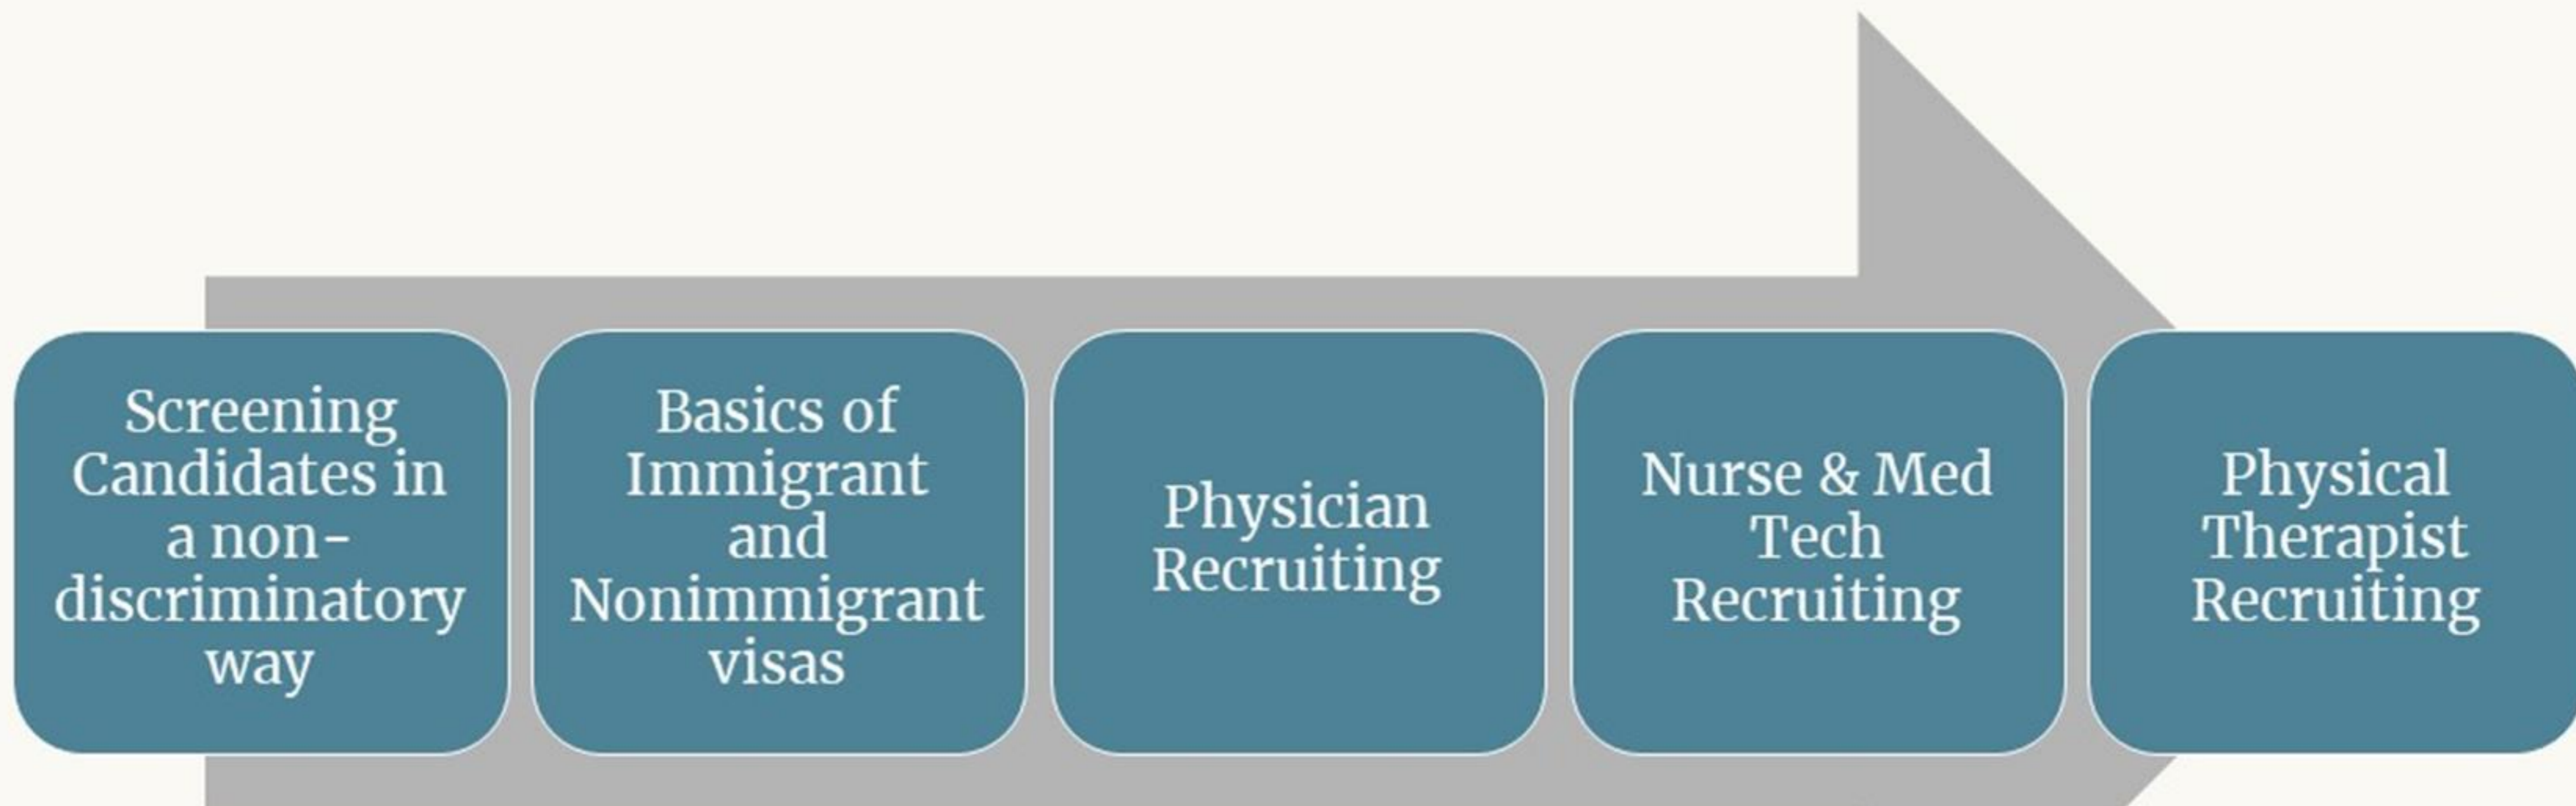 Screening
Candidates in
a non-
discriminatory
way
Basics of
Immigrant
and
Nonimmigrant
visas
Physician
Recruiting
Nurse & Med
Tech
Recruiting
Physical
Therapist
Recruiting